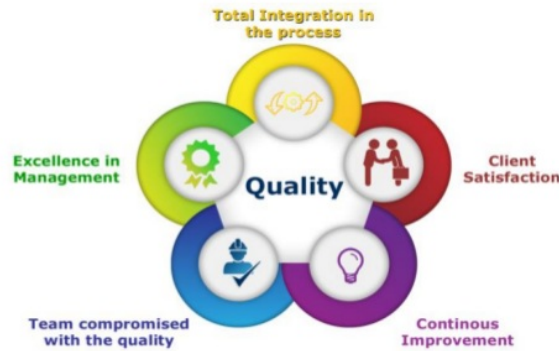 Total Integration in
the process
Excellence in
Management
Quality
Client
Satisfaction
Team compromised
with the quality
Continous
Improvement